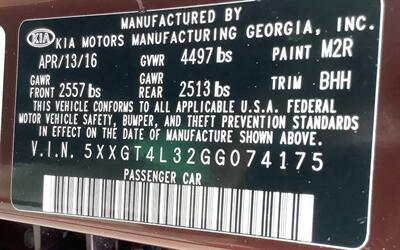 MANUFACTURED BY
KIA KIA MOTORS MANUFACTURING GEORGIA, INC.
APR/13/16 GVWR 4497 lbs PAINT M2R
GAWR GAWR
FRONT 2557 lbs REAR 2513 lbs TRIM BHH
THIS VEHICLE CONFORMS TO ALL APPLICABLE U.S.A. FEDERAL
MOTOR VEHICLE SAFETY, BUMPER, AND THEFT PREVENTION STANDARDS
IN EFFECT ON THE DATE OF MANUFACTURE SHOWN ABOVE.
V.I.N. 5XXGT4L32GG074175
PASSENGER CAR